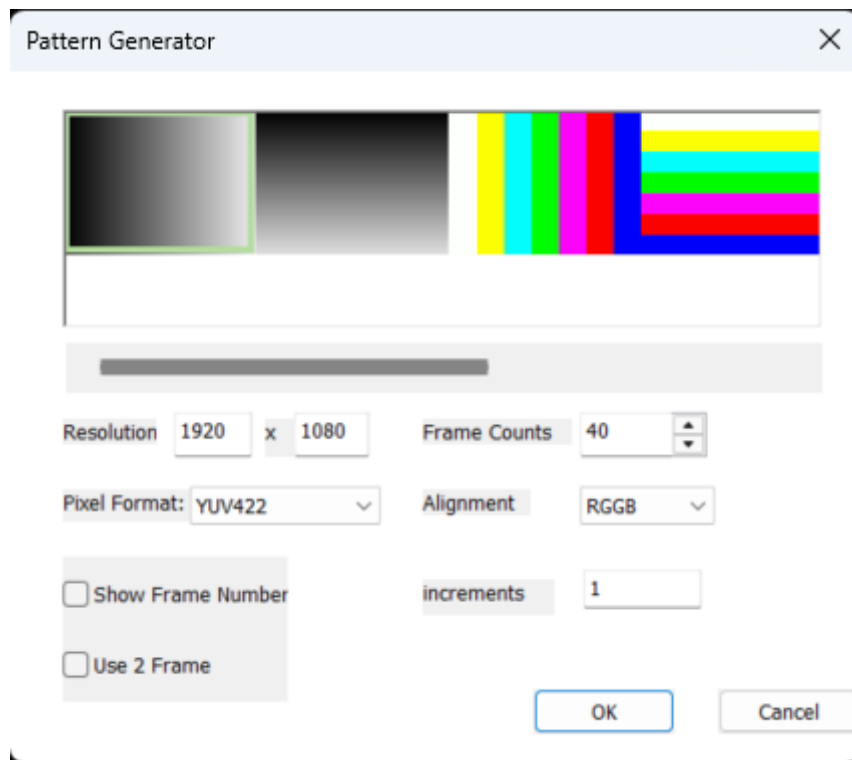 Pattern Generator
Resolution 1920 x 1080 Frame Counts 40
Pixel Format: YUV422 Alignment RGGB
Show Frame Number increments 1
Use 2 Frame
OK Cancel